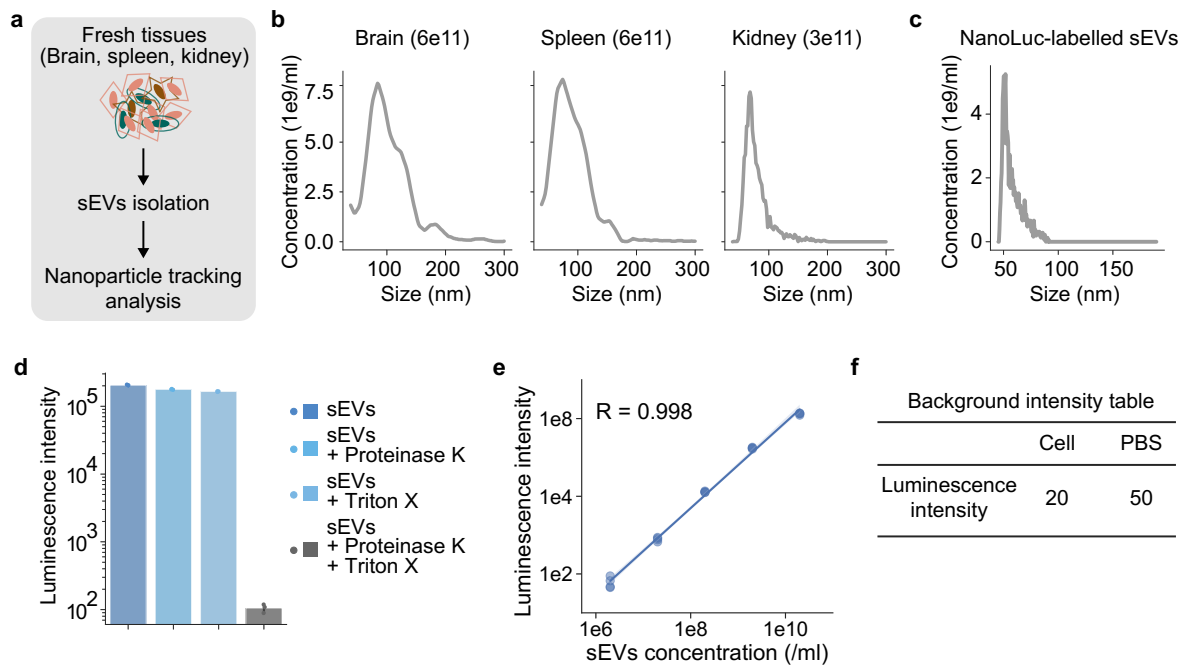 a
Fresh tissues
(Brain, spleen, kidney)
sEVs isolation
Nanoparticle tracking
analysis
b
Brain (6e11)
Spleen (6e11)
Kidney (3e11)
Concentration (1e9/ml)
7.5
5.0
2.5
0.0
100
200
300
Size (nm)
100
200
300
Size (nm)
100
200
300
Size (nm)
c
NanoLuc-labelled sEVs
Concentration (1e9/ml)
4
2
0
50
100
150
Size (nm)
d
Luminescence intensity
10^5
10^4
10^3
10^3
10^2
sEVs
sEVs
+ Proteinase K
sEVs
+ Triton X
sEVs
+ Proteinase K
+ Triton X
e
R = 0.998
Luminescence intensity
1e8
1e4
1e2
1e6
1e8
1e10
sEVs concentration (/ml)
f
Background intensity table
Cell PBS
Luminescence
intensity
20 50